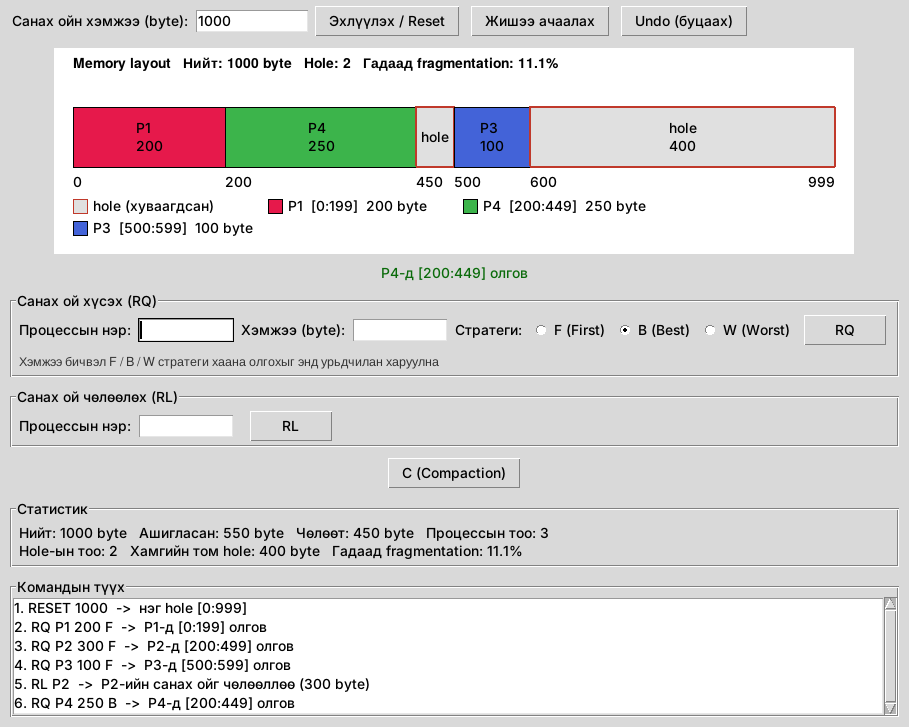 Санах ойн хэмжээ (byte): 1000 Эхлүүлэх / Reset Жишээ ачаалах Undo (буцаах)
Memory layout Нийт: 1000 byte Hole: 2 Гадаад fragmentation: 11.1%
P1 P4 hole P3 hole
200 250 100 400
0 200 450 500 600 999
hole (хуваагдсан) P1 [0:199] 200 byte P4 [200:449] 250 byte
P3 [500:599] 100 byte
P4-д [200:449] олгов
Санах ой хүсэх (RQ)
Процессын нэр: Хэмжээ (byte): Стратеги: F (First) B (Best) W (Worst) RQ
Хэмжээ бичвэл F / B / W стратеги хаана олгохыг энд урьдчилан харуулна
Санах ой чөлөөлөх (RL)
Процессын нэр: RL
C (Compaction)
Статистик
Нийт: 1000 byte Ашигласан: 550 byte Чөлөөт: 450 byte Процессын тоо: 3
Hole-ын тоо: 2 Хамгийн том hole: 400 byte Гадаад fragmentation: 11.1%
Командын түүх
1. RESET 1000 -> нэг hole [0:999]
2. RQ P1 200 F -> P1-д [0:199] олгов
3. RQ P2 300 F -> P2-д [200:499] олгов
4. RQ P3 100 F -> P3-д [500:599] олгов
5. RL P2 -> P2-ийн санах ойг чөлөөллөө (300 byte)
6. RQ P4 250 B -> P4-д [200:449] олгов